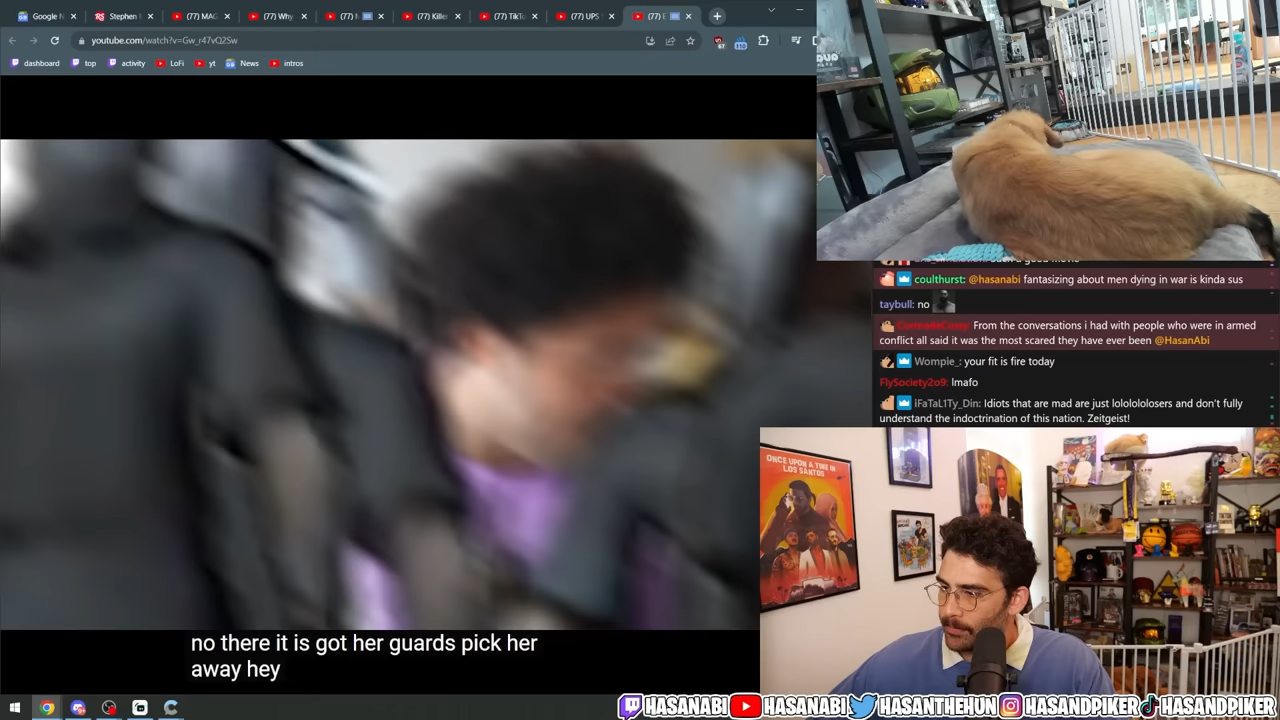 Google N
Stephen
(77) MAG
(77) Why
(77)
(77) Kille
(77) TikTo
(77) UPS
(77) E
youtube.com/watch?v=Gw_r47vQ2Sw
dashboard
top
activity
LoFi
yt
News
intros
coulthurst: @hasanabi fantasizing about men dying in war is kinda sus
taybull: no
From the conversations i had with people who were in armed
conflict all said it was the most scared they have ever been @HasanAbi
Wompie_: your fit is fire today
FlySociety2o9: lmafo
iFaTaL1Ty_Din: Idiots that are mad are just lolololosers and don't fully
understand the indoctrination of this nation. Zeitgeist!
ONCE UPON A TIME IN
LOS SANTOS
no there it is got her guards pick her
away hey
HASANABI
HASANABI
HASANTHEHUN
HASANDPIKER
HASANDPIKER